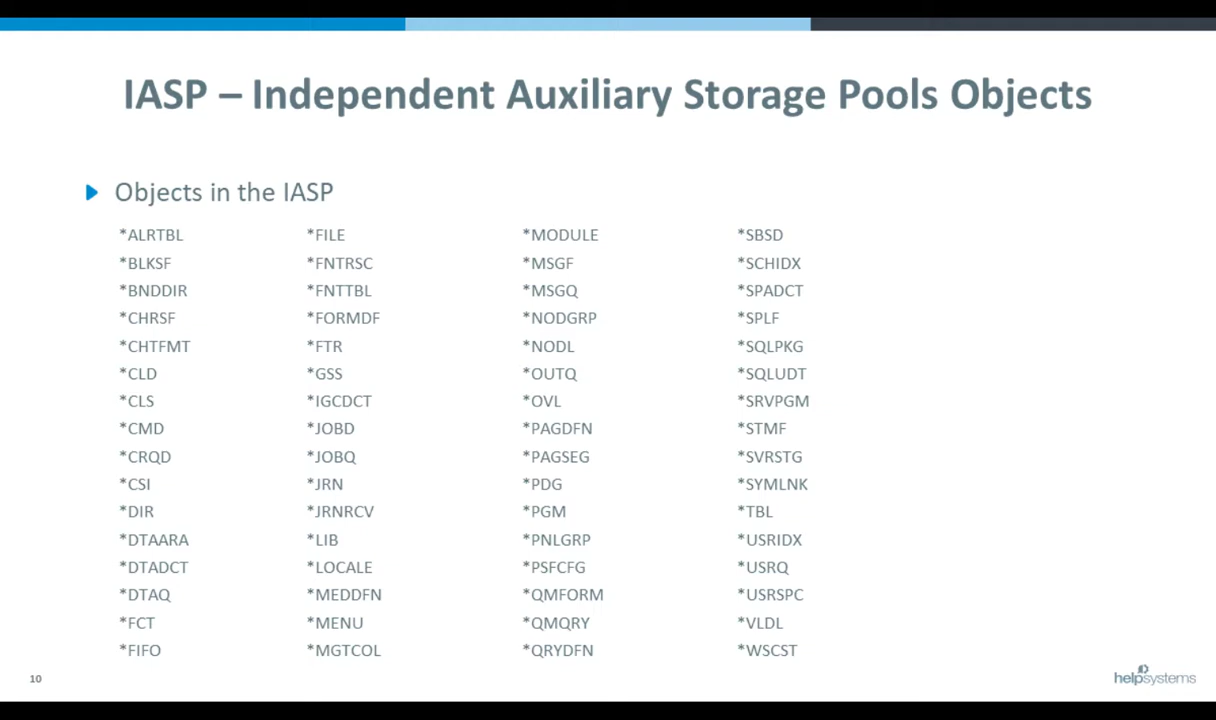 IASP – Independent Auxiliary Storage Pools Objects
Objects in the IASP
*ALRTBL
*BLKSF
*BNDDIR
*CHRSF
*CHTFMT
*CLD
*CLS
*CMD
*CRQD
*CSI
*DIR
*DTAARA
*DTADCT
*DTAQ
*FCT
*FIFO
*FILE
*FNTRSC
*FNTTBL
*FORMDF
*FTR
*GSS
*IGCDCT
*JOBD
*JOBQ
*JRN
*JRNRCV
*LIB
*LOCALE
*MEDDFN
*MENU
*MGTCOL
*MODULE
*MSGF
*MSGQ
*NODGRP
*NODL
*OUTQ
*OVL
*PAGDFN
*PAGSEG
*PDG
*PGM
*PNLGRP
*PSFCFG
*QMFORM
*QMQRY
*QRYDFN
*SBSD
*SCHIDX
*SPADCT
*SPLF
*SQLPKG
*SQLUDT
*SRVPGM
*STMF
*SVRSTG
*SYMLNK
*TBL
*USRIDX
*USRQ
*USRSPC
*VLDL
*WSCST
10
helpsystems